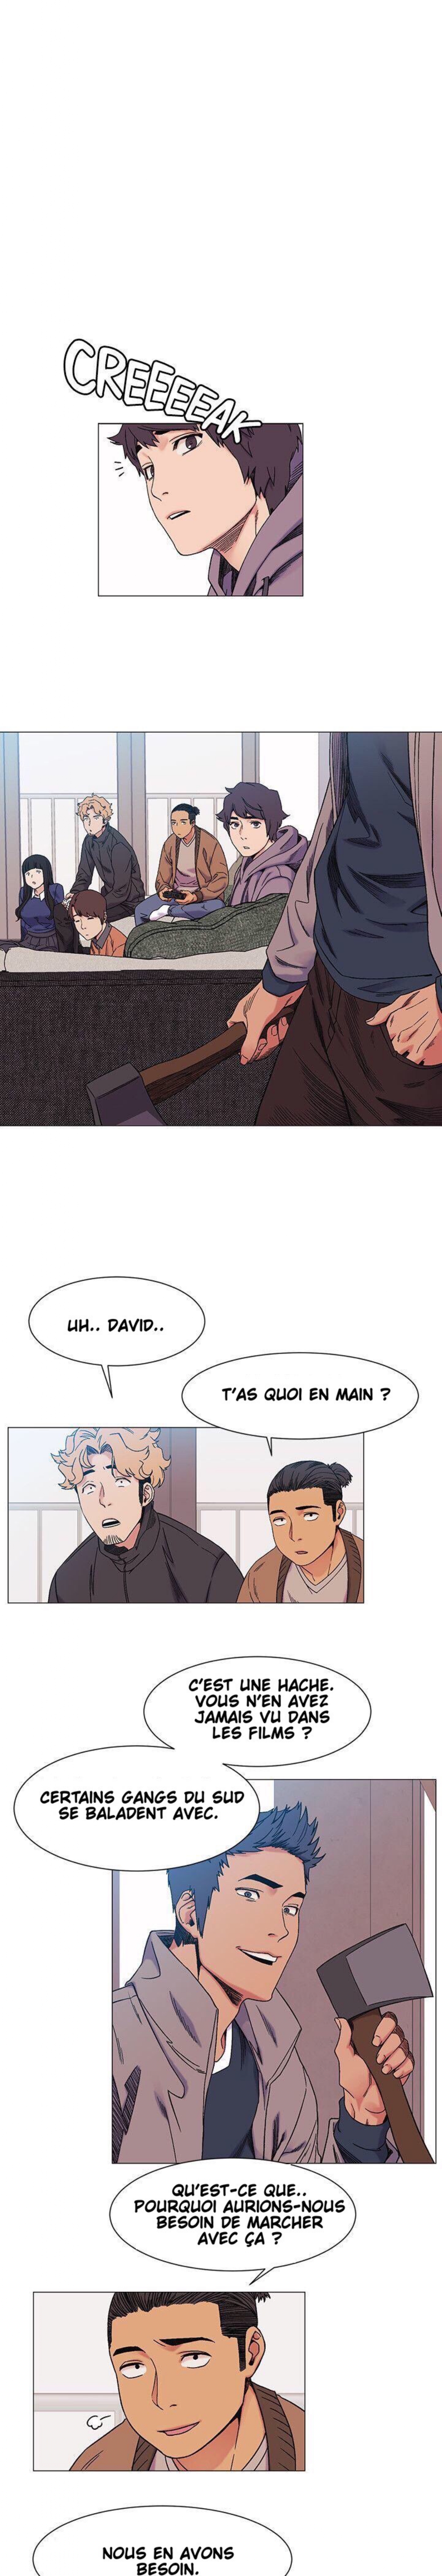 CREEEEAK
UH.. DAVID..
T'AS QUOI EN MAIN ?
C'EST UNE HACHE.
VOUS N'EN AVEZ
JAMAIS VU DANS
LES FILMS ?
CERTAINS GANGS DU SUD
SE BALADENT AVEC.
QU'EST-CE QUE..
POURQUOI AURIONS-NOUS
BESOIN DE MARCHER
AVEC ÇA ?
NOUS EN AVONS
BESOIN.